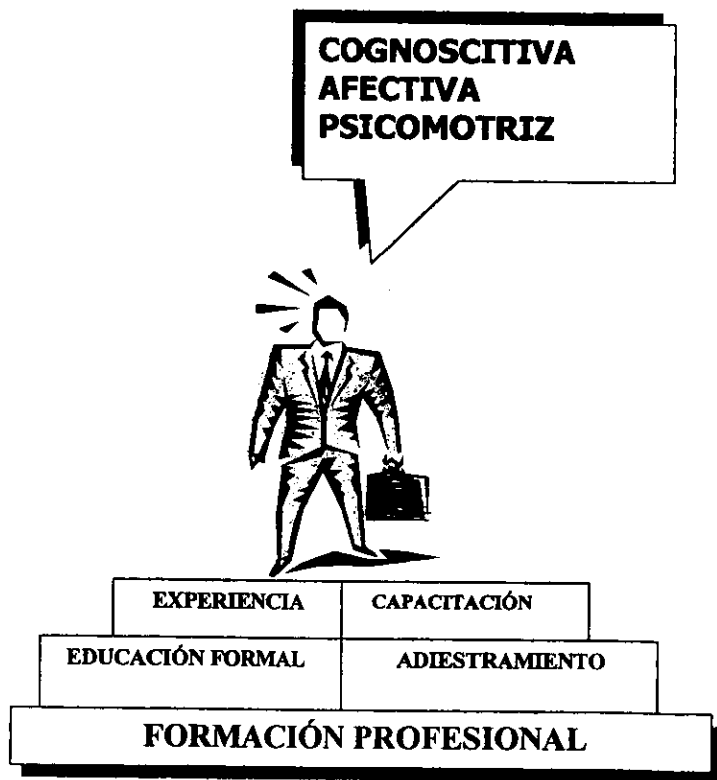 COGNOSCITIVA
AFECTIVA
PSICOMOTRIZ
EXPERIENCIA
CAPACITACIÓN
EDUCACIÓN FORMAL
ADIESTRAMIENTO
FORMACIÓN PROFESIONAL